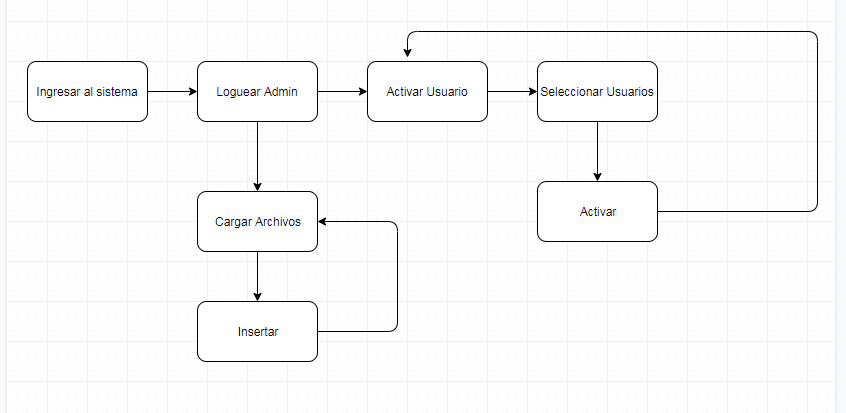 Ingresar al sistema
Loguear Admin
Activar Usuario
Seleccionar Usuarios
Cargar Archivos
Activar
Insertar